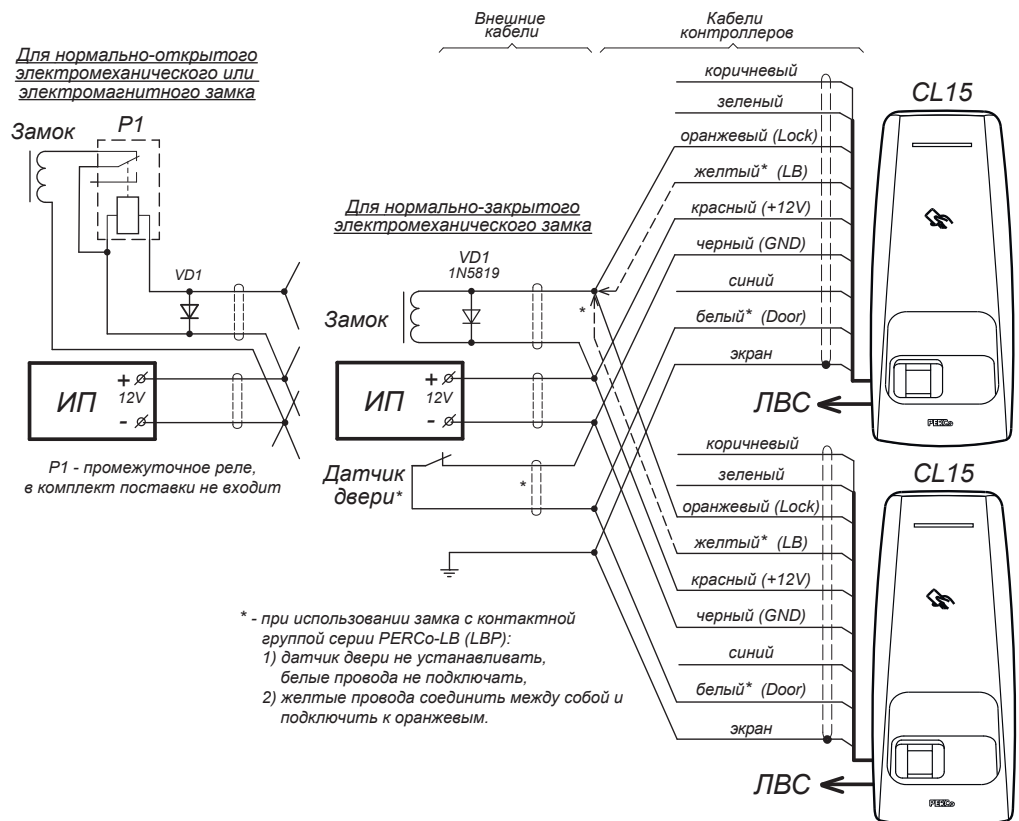 Внешние
кабели
Кабели
контроллеров
Для нормально-открытого
электромеханического или
электромагнитного замка
Замок
P1
VD1
ИП
+
12V
-
P1 - промежуточное реле,
в комплект поставки не входит
Для нормально-закрытого
электромеханического замка
VD1
1N5819
Замок
*
ИП
+
12V
-
Датчик
двери*
*
коричневый
зеленый
оранжевый (Lock)
желтый* (LB)
красный (+12V)
черный (GND)
синий
белый* (Door)
экран
CL15
PERCo
ЛВС
коричневый
зеленый
оранжевый (Lock)
желтый* (LB)
красный (+12V)
черный (GND)
синий
белый* (Door)
экран
CL15
PERCo
ЛВС
* - при использовании замка с контактной
группой серии PERCo-LB (LBP):
1) датчик двери не устанавливать,
белые провода не подключать,
2) желтые провода соединить между собой и
подключить к оранжевым.